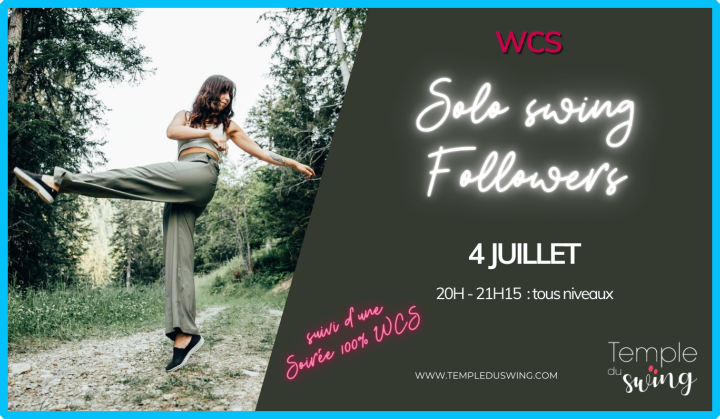 WCS
Solo swing
Followers
4 JUILLET
20H - 21H15 : tous niveaux
suivi d'une
Soirée 100% WCS
WWW.TEMPLEDUSWING.COM
Temple
du swing